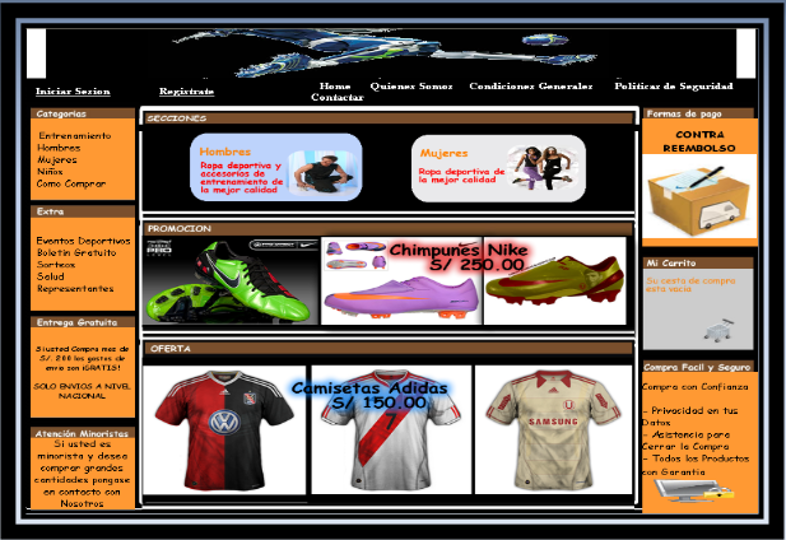 Iniciar Sezion
Registrate
Home
Quienes Somoz
Condiciones Generalez
Politicaz de Seguridad
Contactar
Categorias
Entrenamiento
Hombres
Mujeres
Niños
Como Comprar
Extra
Eventos Deportivos
Boletin Gratuito
Sorteos
Salud
Representantes
Entrega Gratuita
Si usted Compra mas de
S/. 200 los gastos de
envio son ¡GRATIS!
SOLO ENVIOS A NIVEL
NACIONAL
Atención Minoristas
Si usted es
minorista y desea
comprar grandes
cantidades pongase
en contacto con
Nosotros
SECCIONES
Hombres
Ropa deportiva y
accesorios de
entrenamiento de
la mejor calidad
Mujeres
Ropa deportiva de
la mejor calidad
PROMOCION
PRO
Chimpunes Nike
S/ 250.00
OFERTA
Camisetas Adidas
S/ 150.00
7
SAMSUNG
Formas de pago
CONTRA
REEMBOLSO
Mi Carrito
Su cesta de compra
esta vacia
Compra Facil y Seguro
Compra con Confianza
- Privacidad en tus
Datos
- Asistencia para
Cerrar la Compra
- Todos los Productos
con Garantia